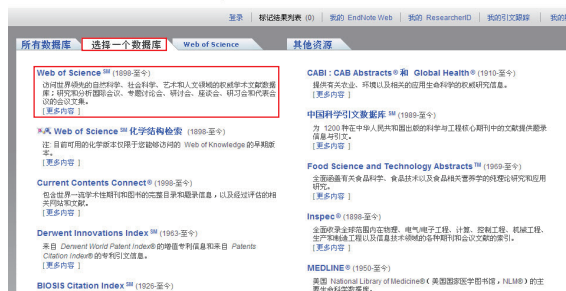 登录 标记结果列表 (0) 我的 EndNote Web 我的 ResearcherID 我的引文跟踪 我的
所有数据库 选择一个数据库 Web of Science 其他资源
Web of Science ℠ (1898-至今)
访问世界领先的自然科学、社会科学、艺术和人文领域的权威学术文献数据
库；研究和分析国际会议、专题讨论会、研讨会、座谈会、研习会和代表会
议的会议文集。
[ 更多内容 ]
Web of Science ℠ 化学结构检索 (1898-至今)
注: 目前可用的化学版本仅限于您能够访问的 Web of Knowledge 的早期版
本。
[ 更多内容 ]
Current Contents Connect® (1998-至今)
包含世界一流学术性期刊和图书的完整目录和题录信息，以及经过评估的相
关网站和文献。
[ 更多内容 ]
Derwent Innovations Index ℠ (1998-至今)
来自 Derwent World Patent Index® 的增值专利信息和来自 Patents
Citation Index® 的专利引文信息。
[ 更多内容 ]
BIOSIS Citation Index ℠ (1926-至今)
CABI : CAB Abstracts® 和 Global Health® (1910-至今)
提供有关农业、环境以及相关的应用生命科学的权威研究信息。
[ 更多内容 ]
中国科学引文数据库 ℠ (1989-至今)
为 1200 种在中华人民共和国出版的科学与工程核心期刊中的文献提供题录
信息与引文。
[ 更多内容 ]
Food Science and Technology Abstracts ™ (1969-至今)
全面涵盖有关食品科学、食品技术以及食品相关营养学的纯理论研究和应用
研究。
[ 更多内容 ]
Inspec® (1898-至今)
全面收录全球范围内在物理、电气/电子工程、计算、控制工程、机械工程、
生产和制造工程以及信息技术领域的各种期刊和会议文献的索引。
[ 更多内容 ]
MEDLINE® (1950-至今)
美国 National Library of Medicine® ( 美国国家医学图书馆，NLM® ) 的主
要生命科学数据库。